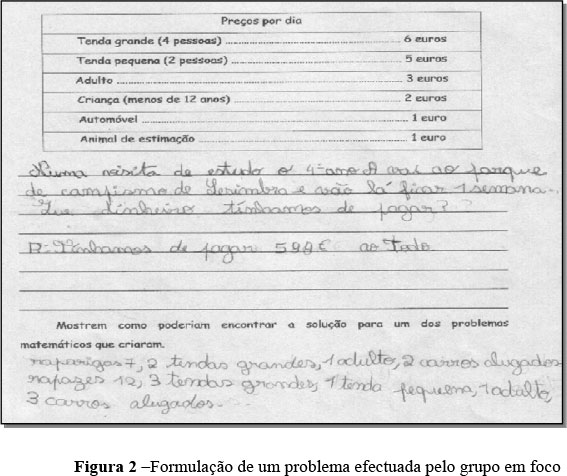 Preços por dia
Tenda grande (4 pessoas) ........ 6 euros
Tenda pequena (2 pessoas) ........ 5 euros
Adulto ........ 3 euros
Criança (menos de 12 anos) ........ 2 euros
Automóvel ........ 1 euro
Animal de estimação ........ 1 euro
Numa visita de estudo o 4º ano A vai ao parque
de campismo de Sesimbra e vão lá ficar 1 semana.
Que dinheiro tinhamos de pagar?
R: Tinhamos de pagar € ao Todo
Mostrem como poderiam encontrar a solução para um dos problemas
matemáticos que criaram.
raparigas 7, 2 tendas grandes, 1 adulto, 2 carros alugados
rapazes 12, 3 tendas grandes, 1 tenda pequena, 1 adulto,
3 carros alugados.
Figura 2 –Formulação de um problema efectuada pelo grupo em foco